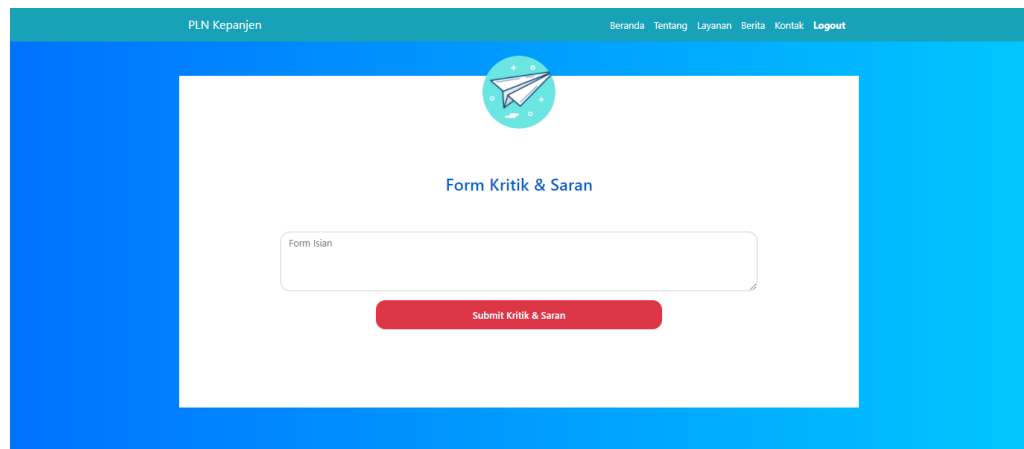 PLN Kepanjen
Beranda Tentang Layanan Berita Kontak Logout
Form Kritik & Saran
Form Isian
Submit Kritik & Saran